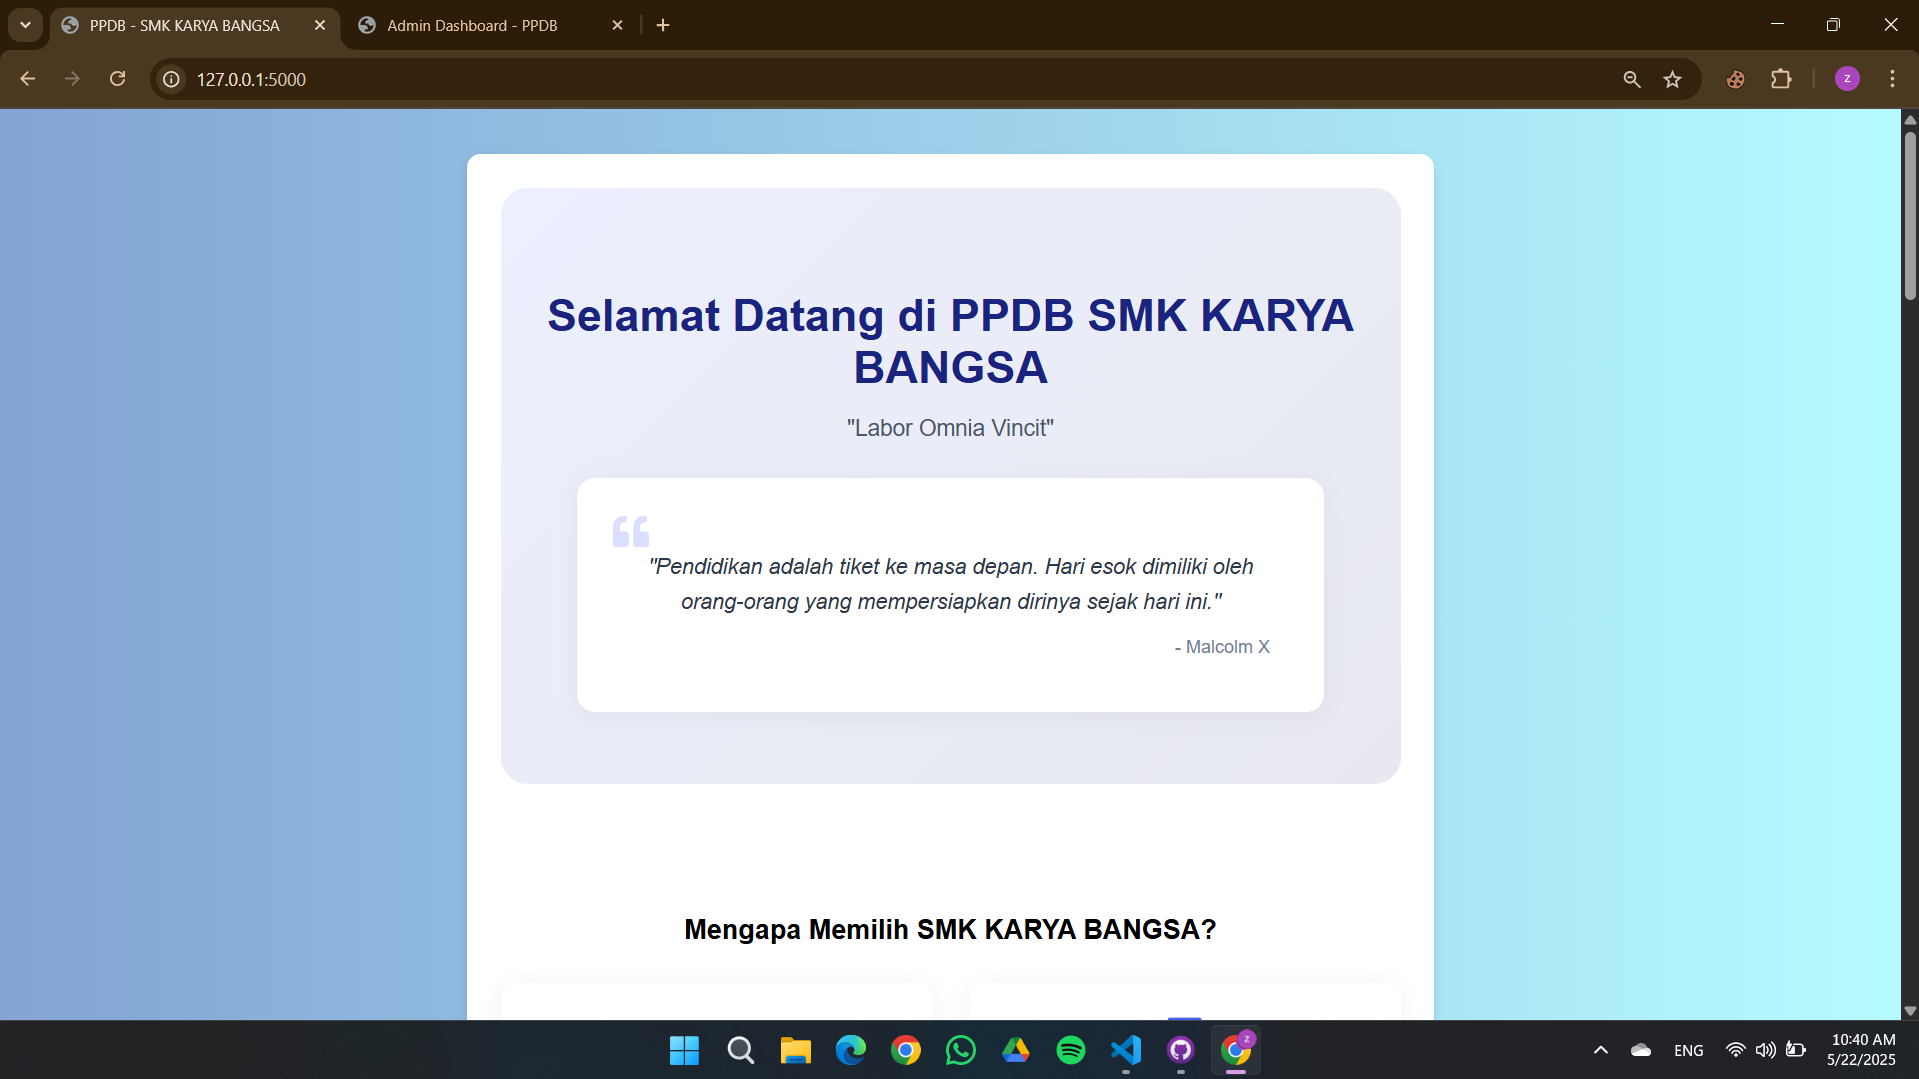 PPDB - SMK KARYA BANGSA
Admin Dashboard - PPDB
127.0.0.1:5000
z
Selamat Datang di PPDB SMK KARYA
BANGSA
"Labor Omnia Vincit"
"Pendidikan adalah tiket ke masa depan. Hari esok dimiliki oleh
orang-orang yang mempersiapkan dirinya sejak hari ini."
- Malcolm X
Mengapa Memilih SMK KARYA BANGSA?
z
ENG
10:40 AM
5/22/2025